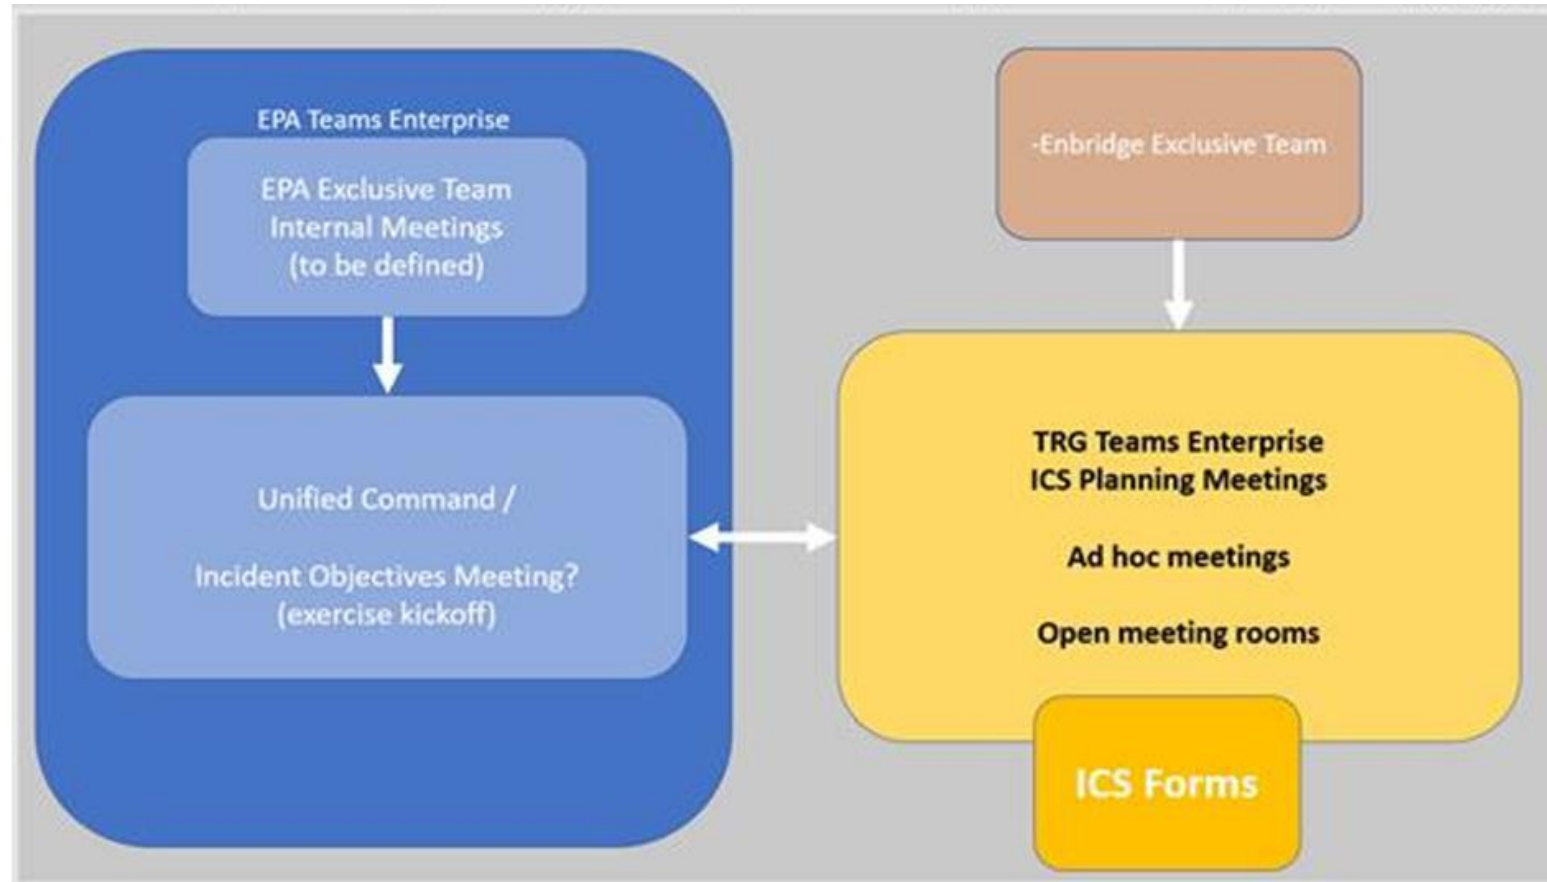 EPA Teams Enterprise
EPA Exclusive Team
Internal Meetings
(to be defined)
Unified Command /
Incident Objectives Meeting?
(exercise kickoff)
-Enbridge Exclusive Team
TRG Teams Enterprise
ICS Planning Meetings
Ad hoc meetings
Open meeting rooms
ICS Forms